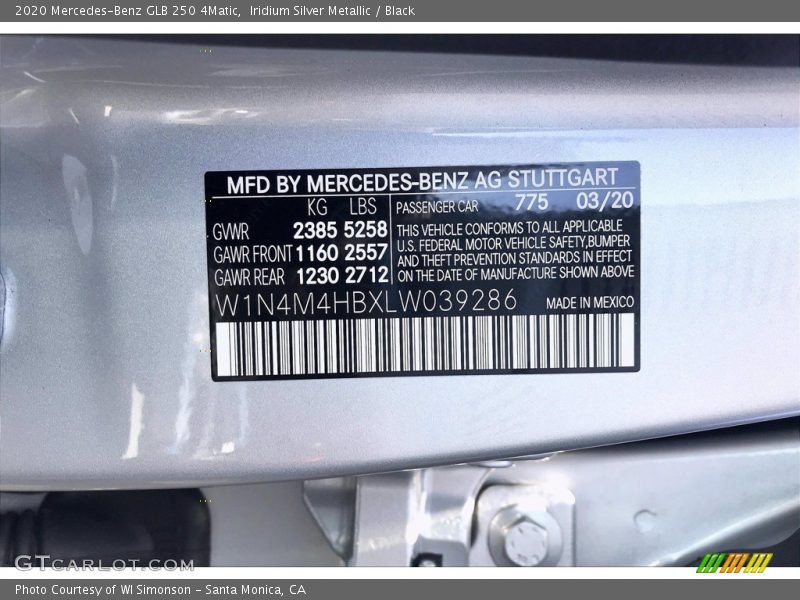 2020 Mercedes-Benz GLB 250 4Matic,  Iridium Silver Metallic / Black
MFD BY MERCEDES-BENZ AG STUTTGART
KG LBS
PASSENGER CAR 775 03/20
GVWR 2385 5258
GAWR FRONT 1160 2557
GAWR REAR 1230 2712
THIS VEHICLE CONFORMS TO ALL APPLICABLE
U.S. FEDERAL MOTOR VEHICLE SAFETY,BUMPER
AND THEFT PREVENTION STANDARDS IN EFFECT
ON THE DATE OF MANUFACTURE SHOWN ABOVE
W1N4M4HBXLW039286
MADE IN MEXICO
GTCarLot.com
Photo Courtesy of WI Simonson - Santa Monica, CA